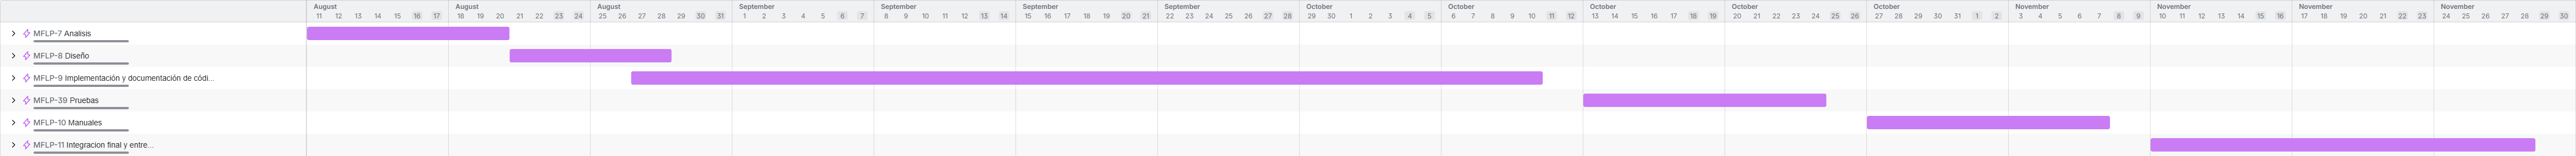 August August August September September September September October October October October October November November November November
11 12 13 14 15 16 17 18 19 20 21 22 23 24 25 26 27 28 29 30 31 1 2 3 4 5 6 7 8 9 10 11 12 13 14 15 16 17 18 19 20 21 22 23 24 25 26 27 28 29 30 1 2 3 4 5 6 7 8 9 10 11 12 13 14 15 16 17 18 19 20 21 22 23 24 25 26 27 28 29 30 31 1 2 3 4 5 6 7 8 9 10 11 12 13 14 15 16 17 18 19 20 21 22 23 24 25 26 27 28 29 30
MFLP-7 Analisis
MFLP-8 Diseño
MFLP-9 Implementación y documentación de códi...
MFLP-39 Pruebas
MFLP-10 Manuales
MFLP-11 Integracion final y entre...